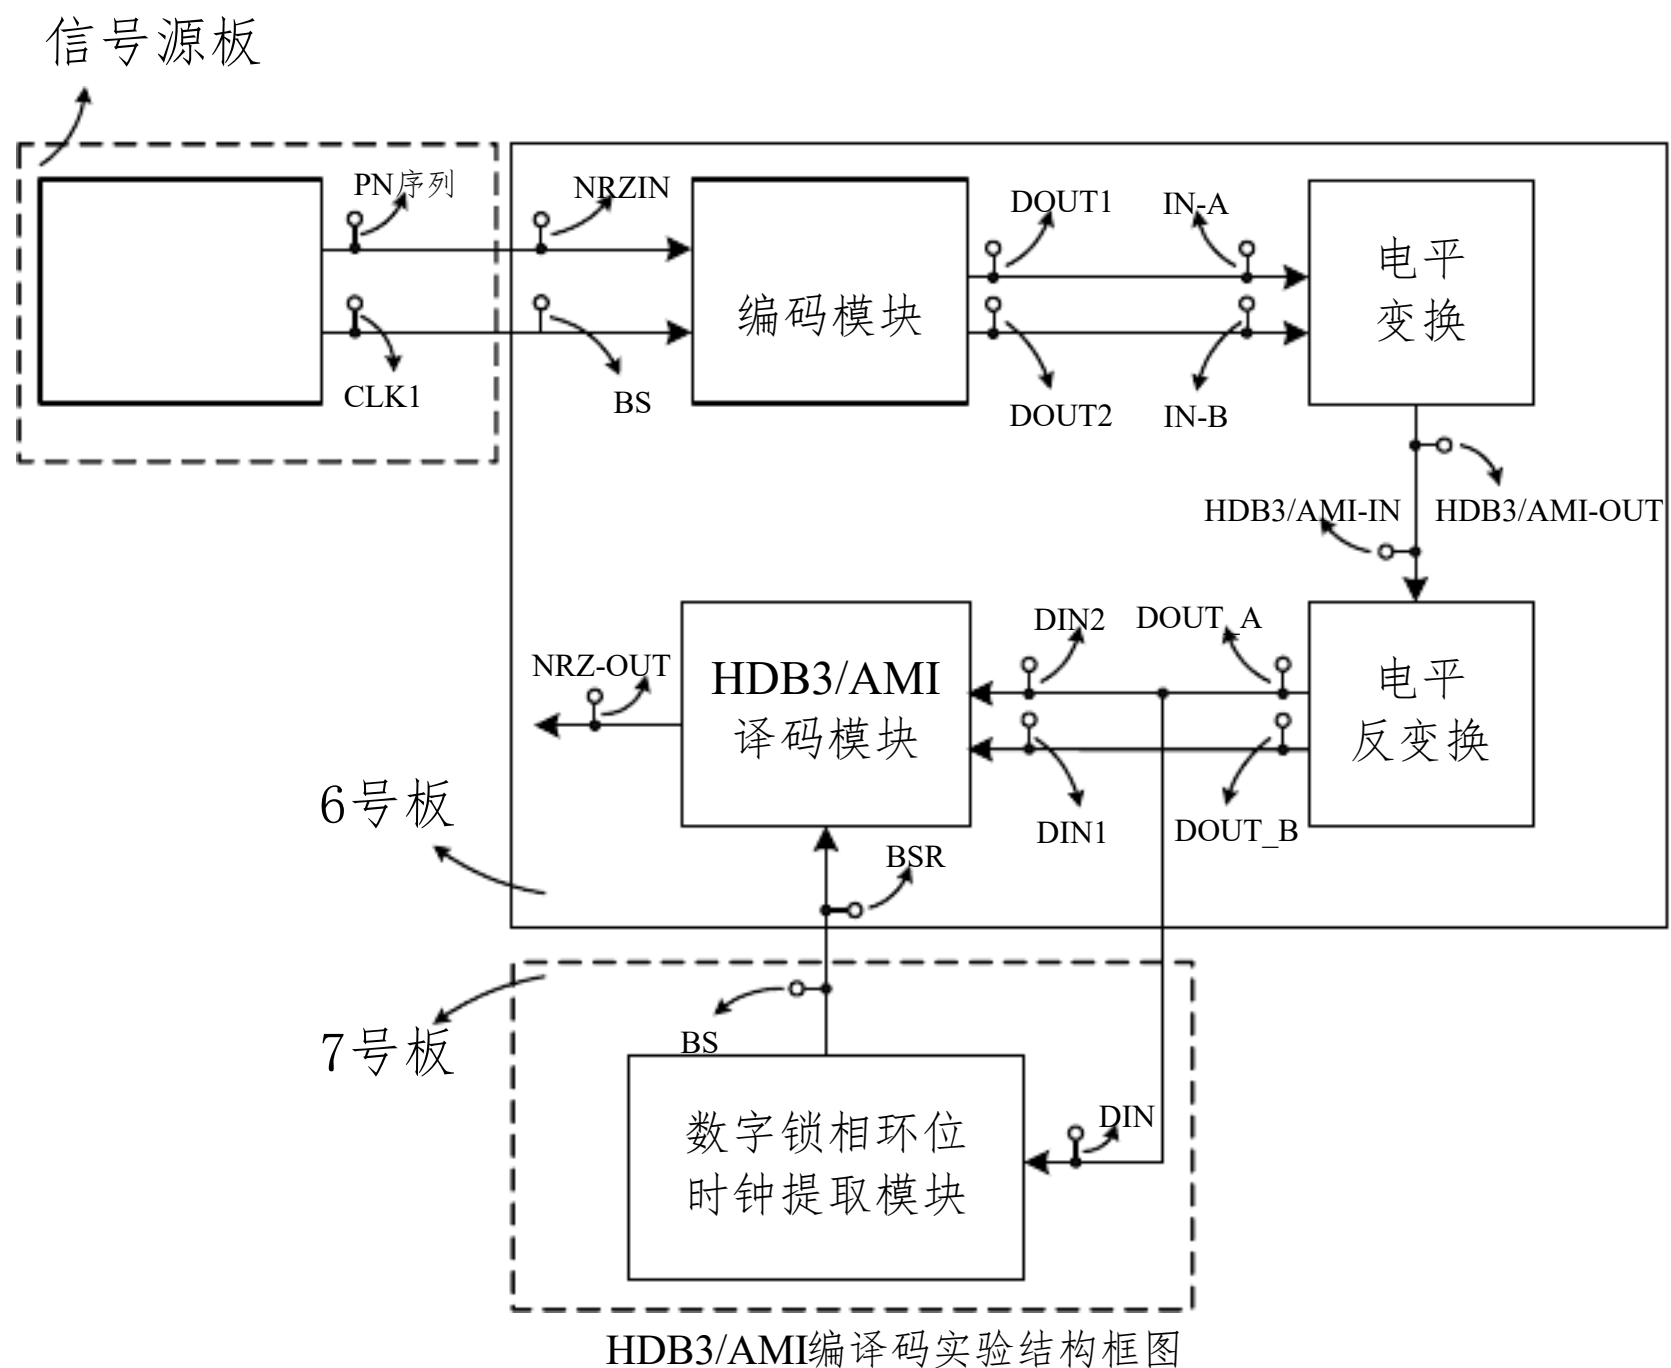 信号源板
PN序列
NRZIN
DOUT1
IN-A
编码模块
电平
变换
CLK1
BS
DOUT2
IN-B
HDB3/AMI-IN
HDB3/AMI-OUT
DIN2
DOUT_A
NRZ-OUT
HDB3/AMI
译码模块
电平
反变换
6号板
DIN1
DOUT_B
BSR
7号板
BS
DIN
数字锁相环位
时钟提取模块
HDB3/AMI编译码实验结构框图